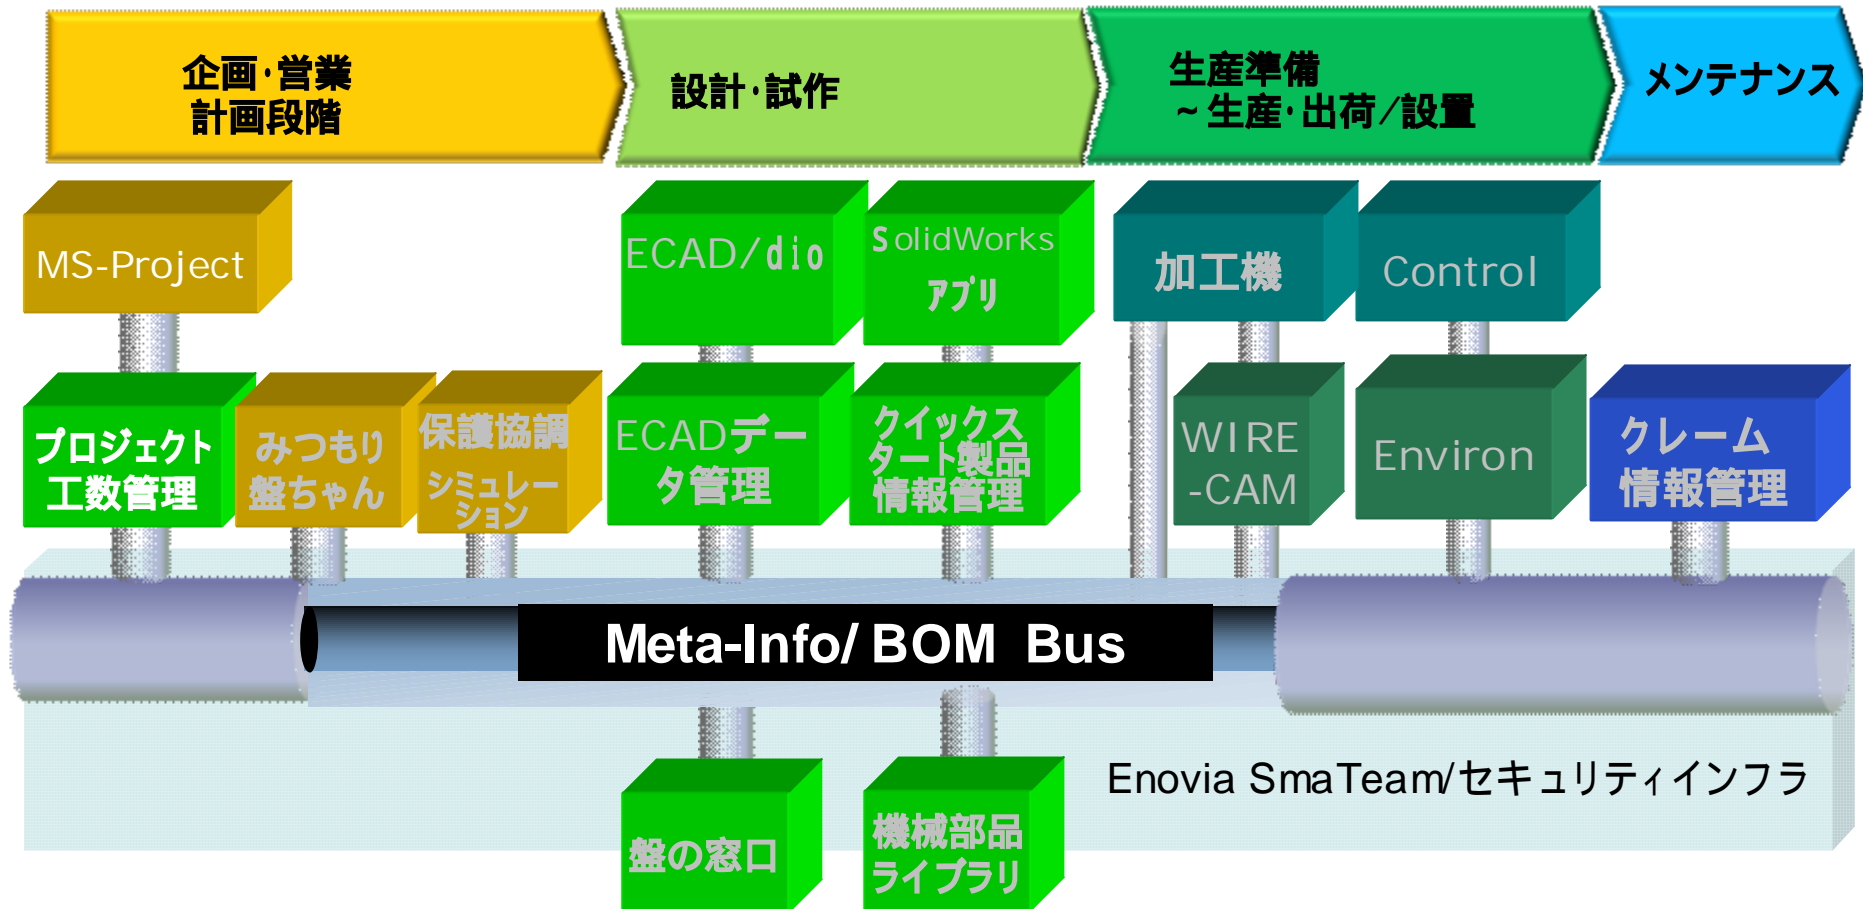 企画･営業
計画段階
設計･試作
生産準備
~生産･出荷/設置
メンテナンス
MS-Project
ECAD/dio
SolidWorks
アプリ
加工機
Control
プロジェクト
工数管理
みつもり
盤ちゃん
保護協調
シミュレー
ション
ECADデー
タ管理
クイックス
タート製品
情報管理
WIRE
-CAM
Environ
クレーム
情報管理
Meta-Info/ BOM Bus
Enovia SmaTeam/セキュリティインフラ
盤の窓口
機械部品
ライブラリ